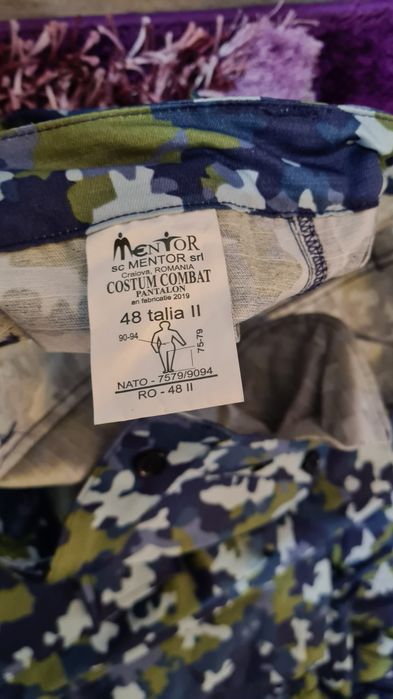 MENTOR
SC MENTOR srl
Craiova, ROMANIA
COSTUM COMBAT
PANTALON
an fabricatie 2019
48 talia II
90-94
75-79
NATO - 7579/9094
RO - 48 II